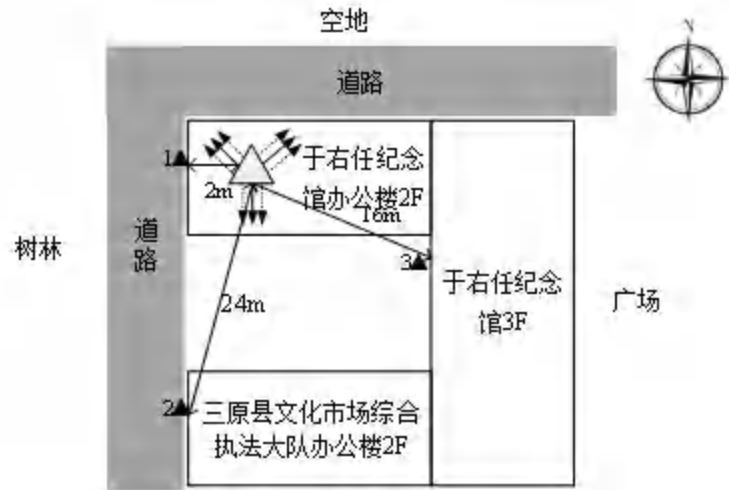 空地
N
道路
1
于右任纪念
馆办公楼2F
2m
16m
道
路
树林
3
于右任纪念
馆3F
广场
24m
2
三原县文化市场综合
执法大队办公楼2F